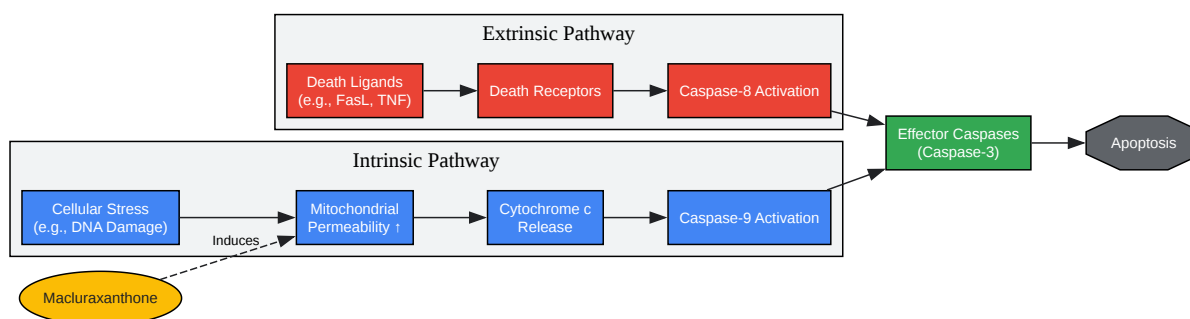 Extrinsic Pathway
Death Ligands
(e.g., FasL, TNF)
Death Receptors
Caspase-8 Activation
Effector Caspases
(Caspase-3)
Apoptosis
Intrinsic Pathway
Cellular Stress
(e.g., DNA Damage)
Mitochondrial
Permeability ↑
Cytochrome c
Release
Caspase-9 Activation
Induces
Macluraxanthone